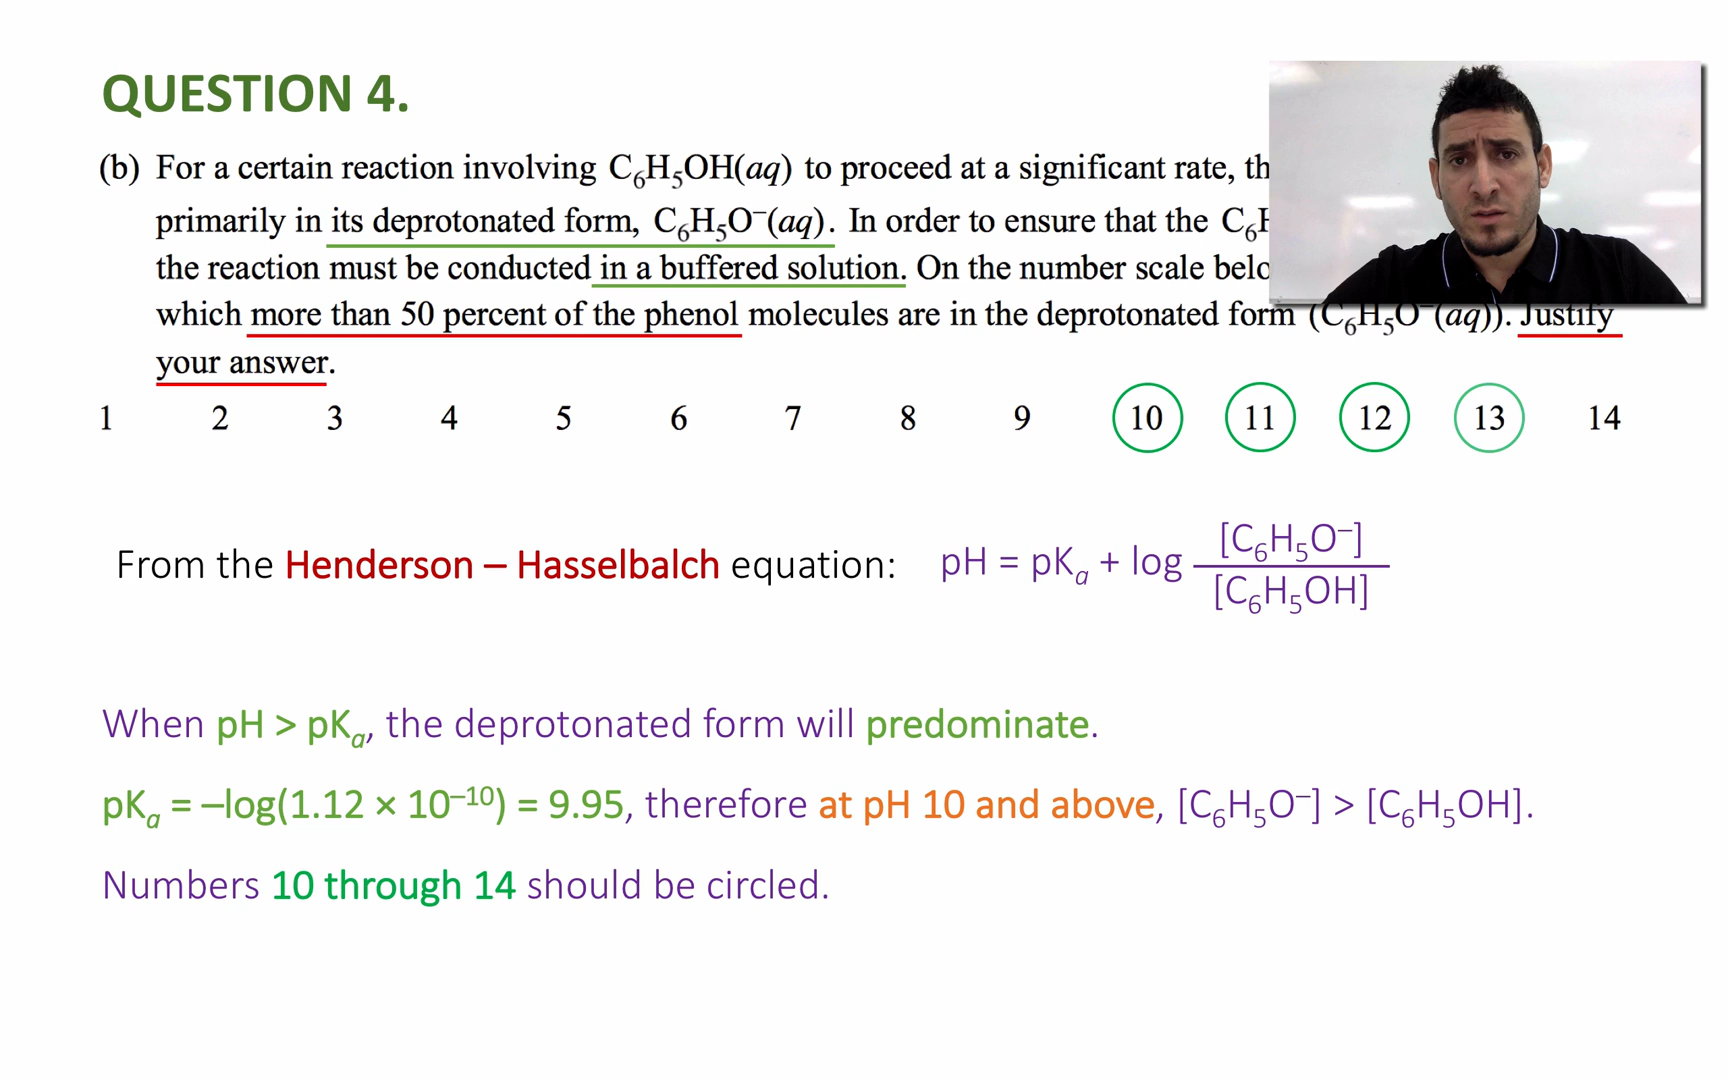 QUESTION 4.
(b) For a certain reaction involving C₆H₅OH(aq) to proceed at a significant rate, th
primarily in its deprotonated form, C₆H₅O⁻(aq). In order to ensure that the C₆H
the reaction must be conducted in a buffered solution. On the number scale belo
which more than 50 percent of the phenol molecules are in the deprotonated form (C₆H₅O⁻(aq)). Justify
your answer.
1 2 3 4 5 6 7 8 9 10 11 12 13 14
From the Henderson – Hasselbalch equation: pH = pKₐ + log [C₆H₅O⁻] / [C₆H₅OH]
When pH > pKₐ, the deprotonated form will predominate.
pKₐ = –log(1.12 × 10⁻¹⁰) = 9.95, therefore at pH 10 and above, [C₆H₅O⁻] > [C₆H₅OH].
Numbers 10 through 14 should be circled.